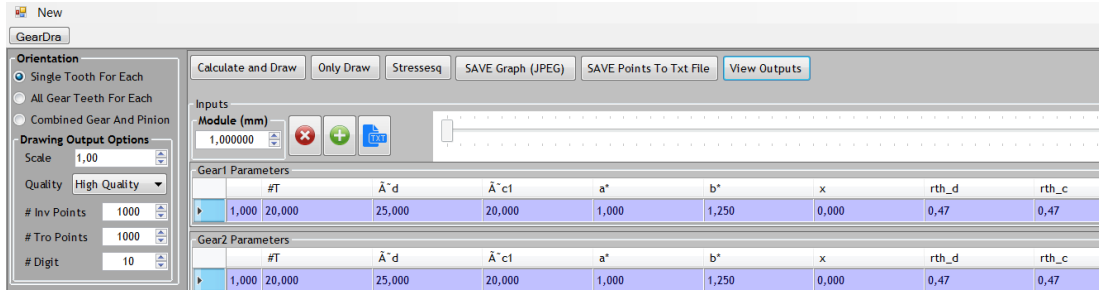 New
GearDra
Orientation
Single Tooth For Each
All Gear Teeth For Each
Combined Gear And Pinion
Drawing Output Options
Scale 1,00
Quality High Quality
# Inv Points 1000
# Tro Points 1000
# Digit 10
Calculate and Draw Only Draw Stressesq SAVE Graph (JPEG) SAVE Points To Txt File View Outputs
Inputs
Module (mm)
1,000000 TXT
Gear1 Parameters
#T Ã˜d Ã˜c1 a* b* x rth_d rth_c
1,000 20,000 25,000 20,000 1,000 1,250 0,000 0,47 0,47
Gear2 Parameters
#T Ã˜d Ã˜c1 a* b* x rth_d rth_c
1,000 20,000 25,000 20,000 1,000 1,250 0,000 0,47 0,47